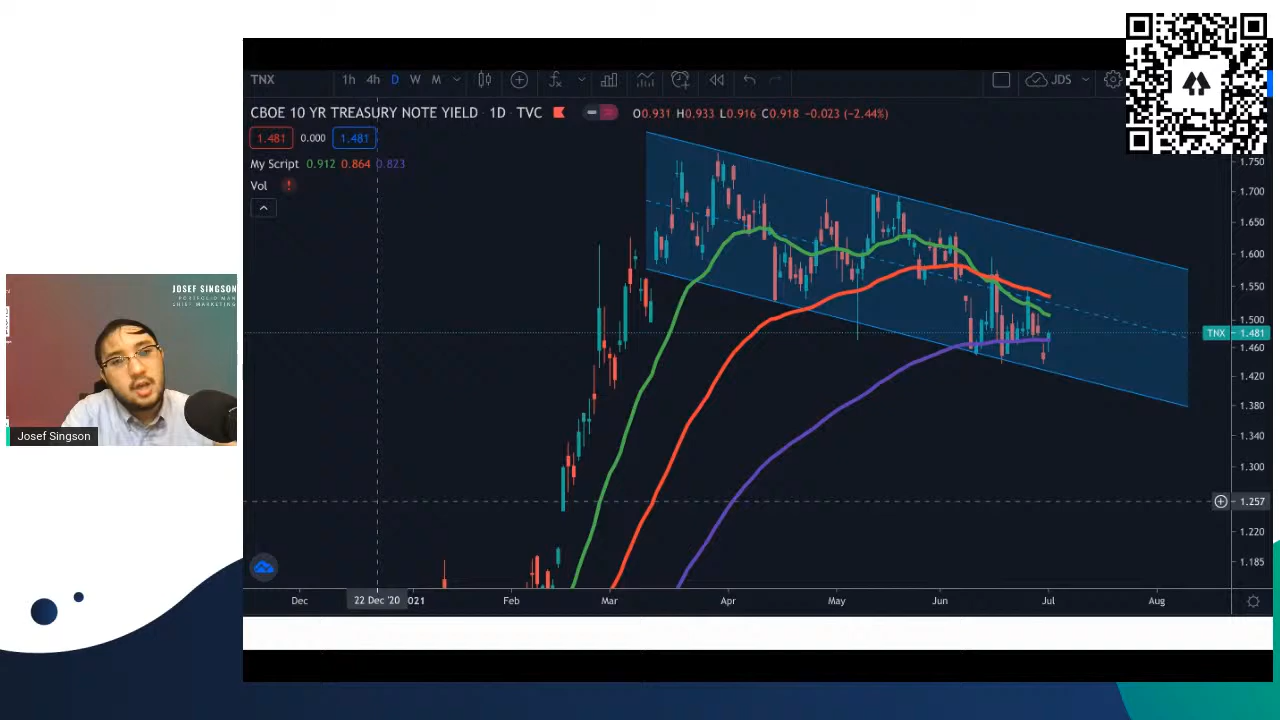 TNX 1h 4h D W M JDS
CBOE 10 YR TREASURY NOTE YIELD · 1D · TVC O0.931 H0.933 L0.916 C0.918 −0.023 (−2.44%)
1.481 0.000 1.481
My Script 0.912 0.864 0.823
Vol !
1.750
1.700
1.650
1.600
1.550
1.500
TNX 1.481
1.460
1.420
1.380
1.340
1.300
1.257
1.220
1.185
Dec 22 Dec '20 021 Feb Mar Apr May Jun Jul Aug
JOSEF SINGSON
PORTFOLIO MAN
Josef Singson